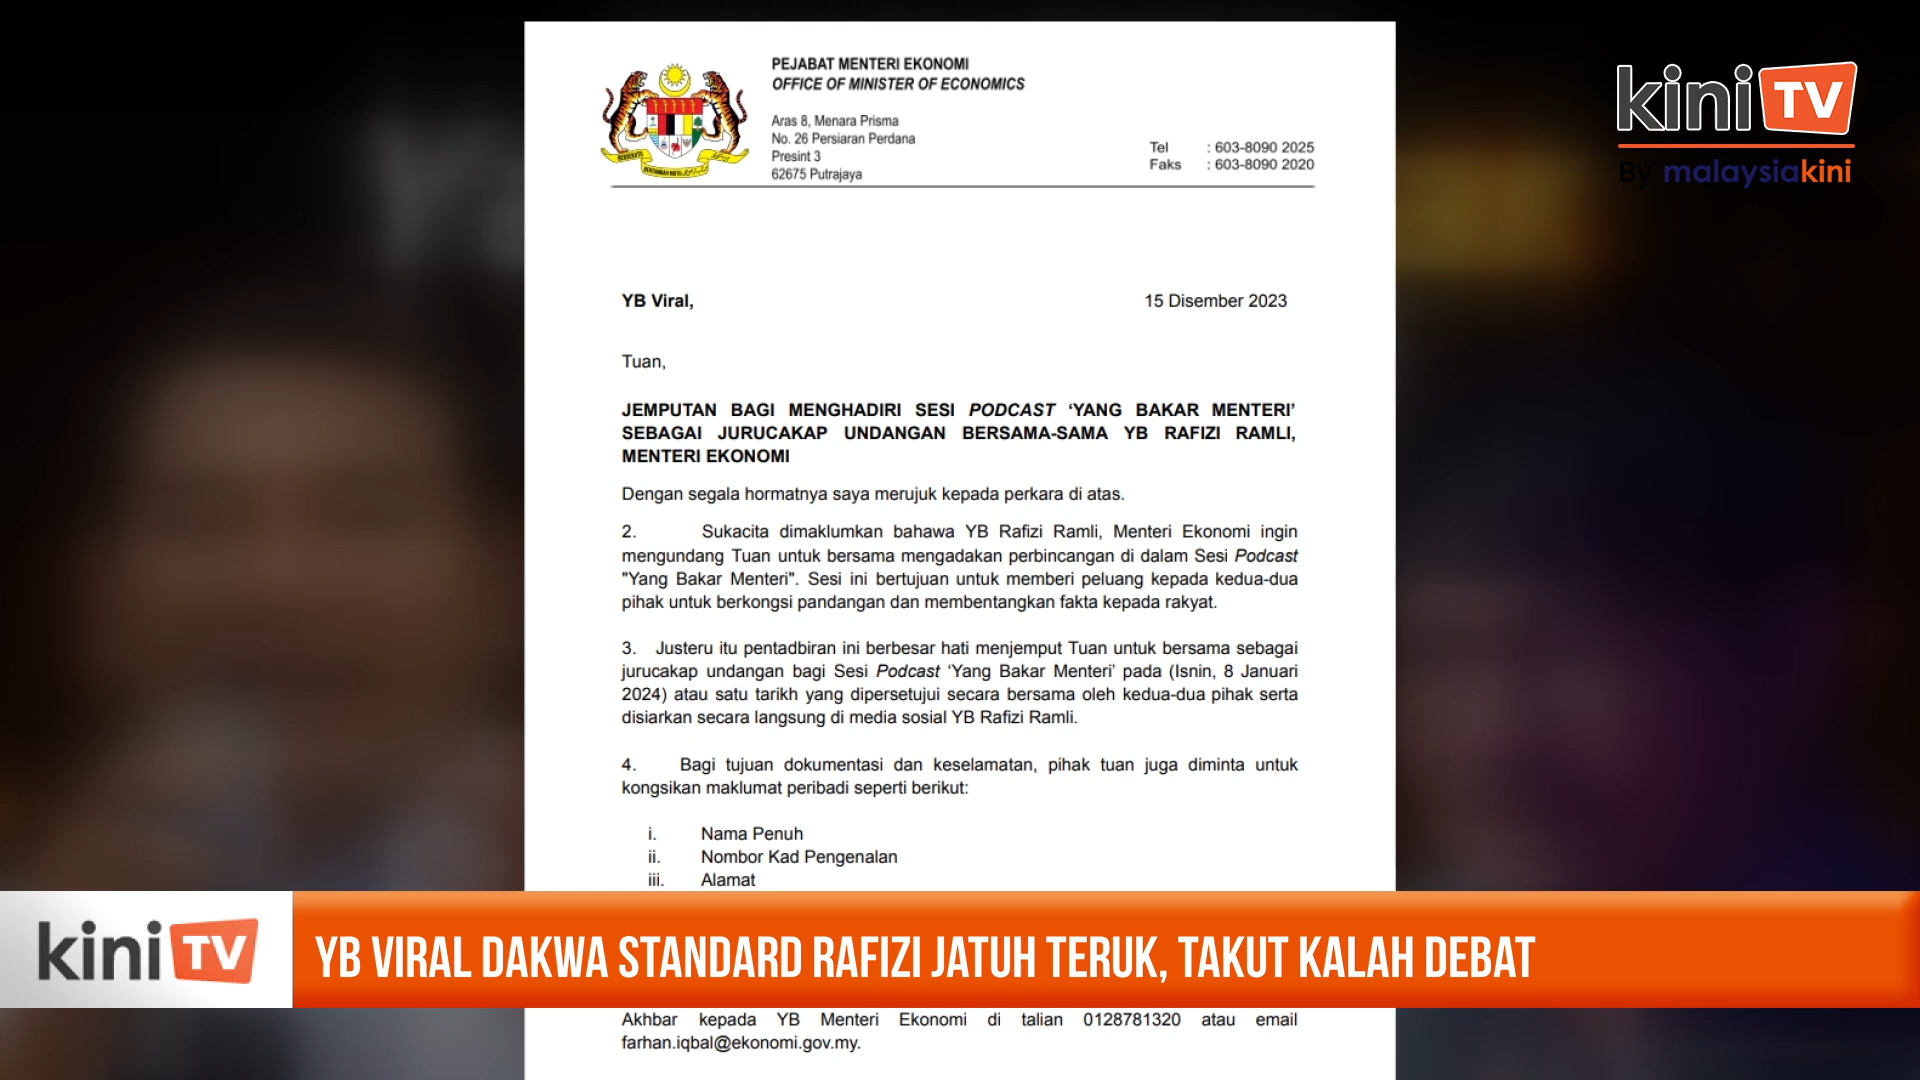 PEJABAT MENTERI EKONOMI
OFFICE OF MINISTER OF ECONOMICS
Aras 8, Menara Prisma
No. 26 Persiaran Perdana
Presint 3
62675 Putrajaya
Tel : 603-8090 2025
Faks : 603-8090 2020
kini TV
By malaysiakini
YB Viral, 15 Disember 2023
Tuan,
JEMPUTAN BAGI MENGHADIRI SESI PODCAST ‘YANG BAKAR MENTERI’
SEBAGAI JURUCAKAP UNDANGAN BERSAMA-SAMA YB RAFIZI RAMLI,
MENTERI EKONOMI
Dengan segala hormatnya saya merujuk kepada perkara di atas.
2. Sukacita dimaklumkan bahawa YB Rafizi Ramli, Menteri Ekonomi ingin
mengundang Tuan untuk bersama mengadakan perbincangan di dalam Sesi Podcast
"Yang Bakar Menteri". Sesi ini bertujuan untuk memberi peluang kepada kedua-dua
pihak untuk berkongsi pandangan dan membentangkan fakta kepada rakyat.
3. Justeru itu pentadbiran ini berbesar hati menjemput Tuan untuk bersama sebagai
jurucakap undangan bagi Sesi Podcast ‘Yang Bakar Menteri’ pada (Isnin, 8 Januari
2024) atau satu tarikh yang dipersetujui secara bersama oleh kedua-dua pihak serta
disiarkan secara langsung di media sosial YB Rafizi Ramli.
4. Bagi tujuan dokumentasi dan keselamatan, pihak tuan juga diminta untuk
kongsikan maklumat peribadi seperti berikut:
i. Nama Penuh
ii. Nombor Kad Pengenalan
iii. Alamat
kini TV
YB VIRAL DAKWA STANDARD RAFIZI JATUH TERUK, TAKUT KALAH DEBAT
Akhbar kepada YB Menteri Ekonomi di talian 0128781320 atau email
farhan.iqbal@ekonomi.gov.my.